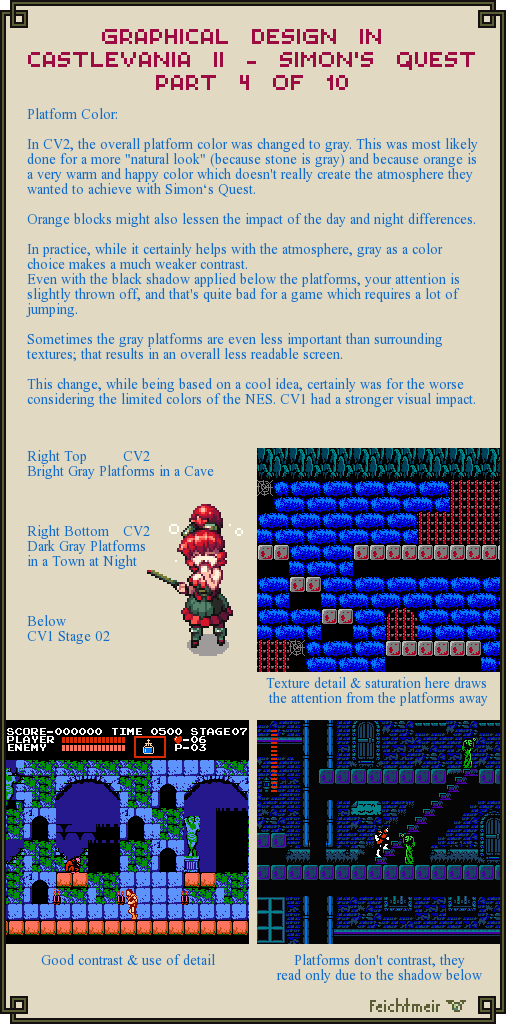 GRAPHICAL DESIGN IN
CASTLEVANIA II - SIMON'S QUEST
PART 4 OF 10
Platform Color:
In CV2, the overall platform color was changed to gray. This was most likely
done for a more "natural look" (because stone is gray) and because orange is
a very warm and happy color which doesn't really create the atmosphere they
wanted to achieve with Simon‘s Quest.
Orange blocks might also lessen the impact of the day and night differences.
In practice, while it certainly helps with the atmosphere, gray as a color
choice makes a much weaker contrast.
Even with the black shadow applied below the platforms, your attention is
slightly thrown off, and that's quite bad for a game which requires a lot of
jumping.
Sometimes the gray platforms are even less important than surrounding
textures; that results in an overall less readable screen.
This change, while being based on a cool idea, certainly was for the worse
considering the limited colors of the NES. CV1 had a stronger visual impact.
Right Top CV2
Bright Gray Platforms in a Cave
Right Bottom CV2
Dark Gray Platforms
in a Town at Night
Below
CV1 Stage 02
Texture detail & saturation here draws
the attention from the platforms away
SCORE-000000 TIME 0500 STAGE07
PLAYER -06
ENEMY P-03
Good contrast & use of detail
Platforms don't contrast, they
read only due to the shadow below
Feichtmeir